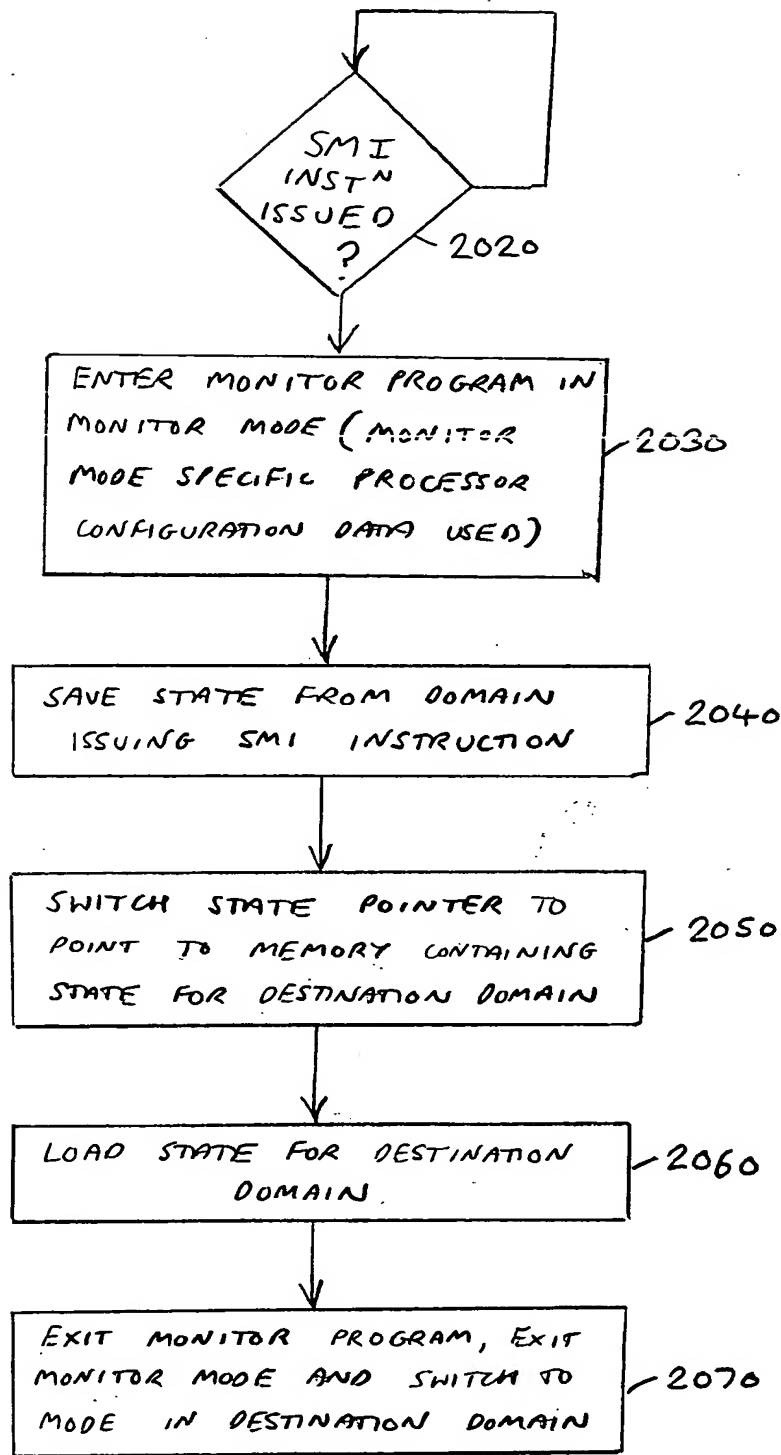 SMI
INSTᴺ
ISSUED
?
2020
ENTER MONITOR PROGRAM IN
MONITOR MODE (MONITOR
MODE SPECIFIC PROCESSOR
CONFIGURATION DATA USED)
2030
SAVE STATE FROM DOMAIN
ISSUING SMI INSTRUCTION
2040
SWITCH STATE POINTER TO
POINT TO MEMORY CONTAINING
STATE FOR DESTINATION DOMAIN
2050
LOAD STATE FOR DESTINATION
DOMAIN
2060
EXIT MONITOR PROGRAM, EXIT
MONITOR MODE AND SWITCH TO
MODE IN DESTINATION DOMAIN
2070